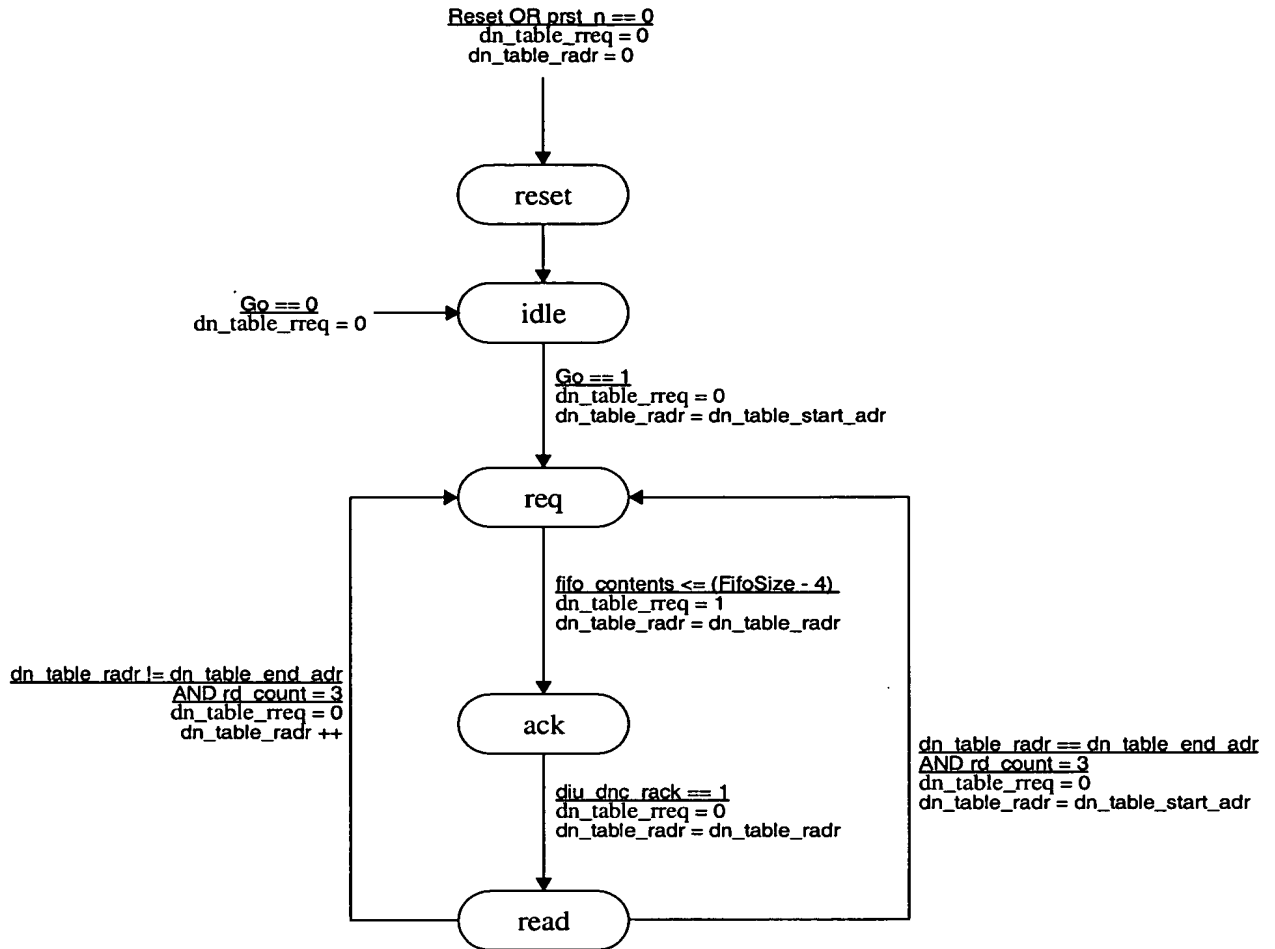 Reset OR prst_n == 0
dn_table_rreq = 0
dn_table_radr = 0
reset
idle
Go == 0
dn_table_rreq = 0
Go == 1
dn_table_rreq = 0
dn_table_radr = dn_table_start_adr
req
fifo_contents <= (FifoSize - 4)
dn_table_rreq = 1
dn_table_radr = dn_table_radr
dn_table_radr != dn_table_end_adr
AND rd_count = 3
dn_table_rreq = 0
dn_table_radr ++
ack
dn_table_radr == dn_table_end_adr
AND rd_count = 3
dn_table_rreq = 0
dn_table_radr = dn_table_start_adr
diu_dnc_rack == 1
dn_table_rreq = 0
dn_table_radr = dn_table_radr
read